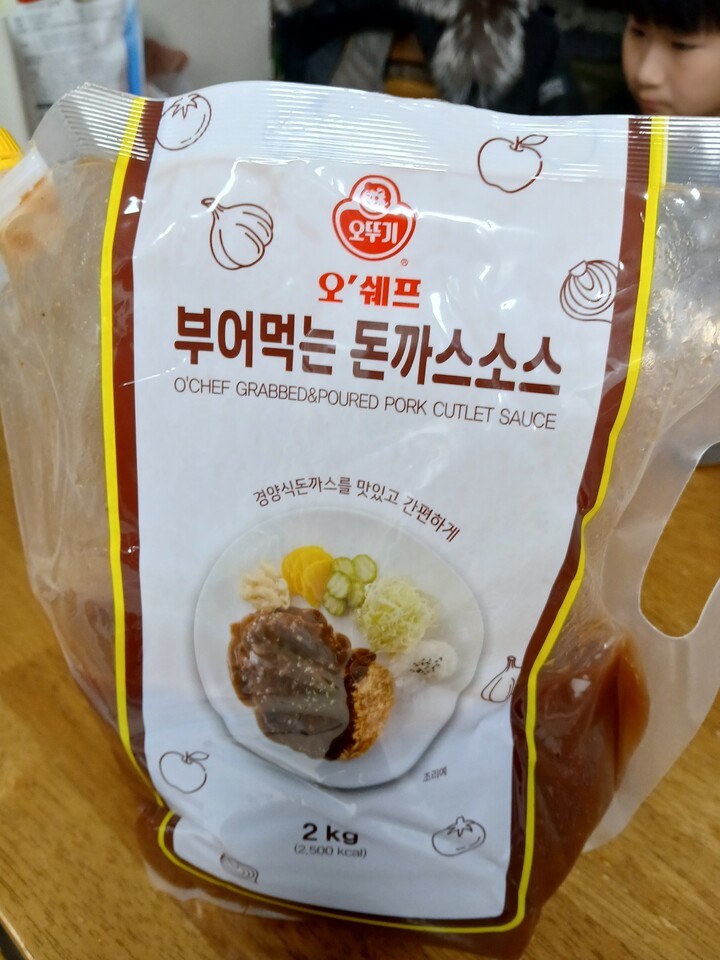 오뚜기
®
오'쉐프
부어먹는 돈까스소스
O'CHEF GRABBED&POURED PORK CUTLET SAUCE
경양식돈까스를 맛있고 간편하게
조리예
2 kg
(2,500 kcal)